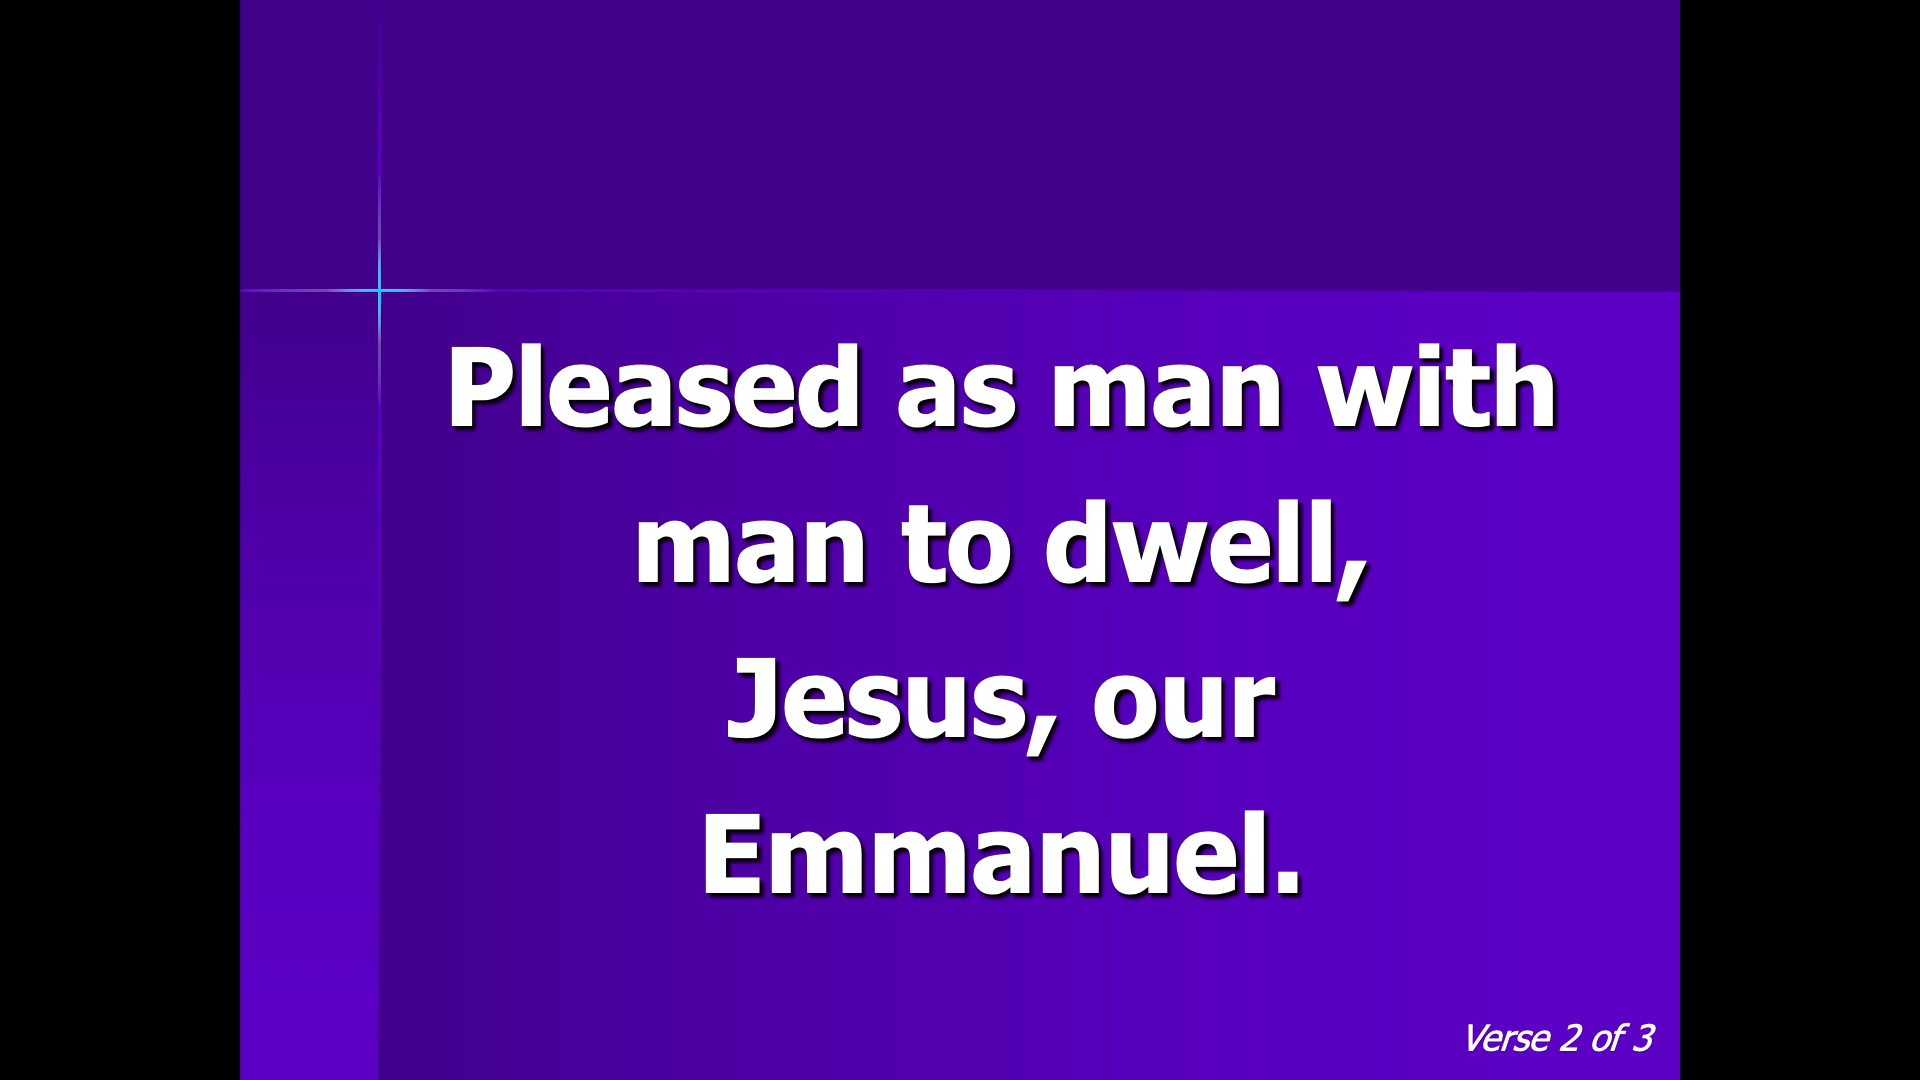 Pleased as man with
man to dwell,
Jesus, our
Emmanuel.
Verse 2 of 3